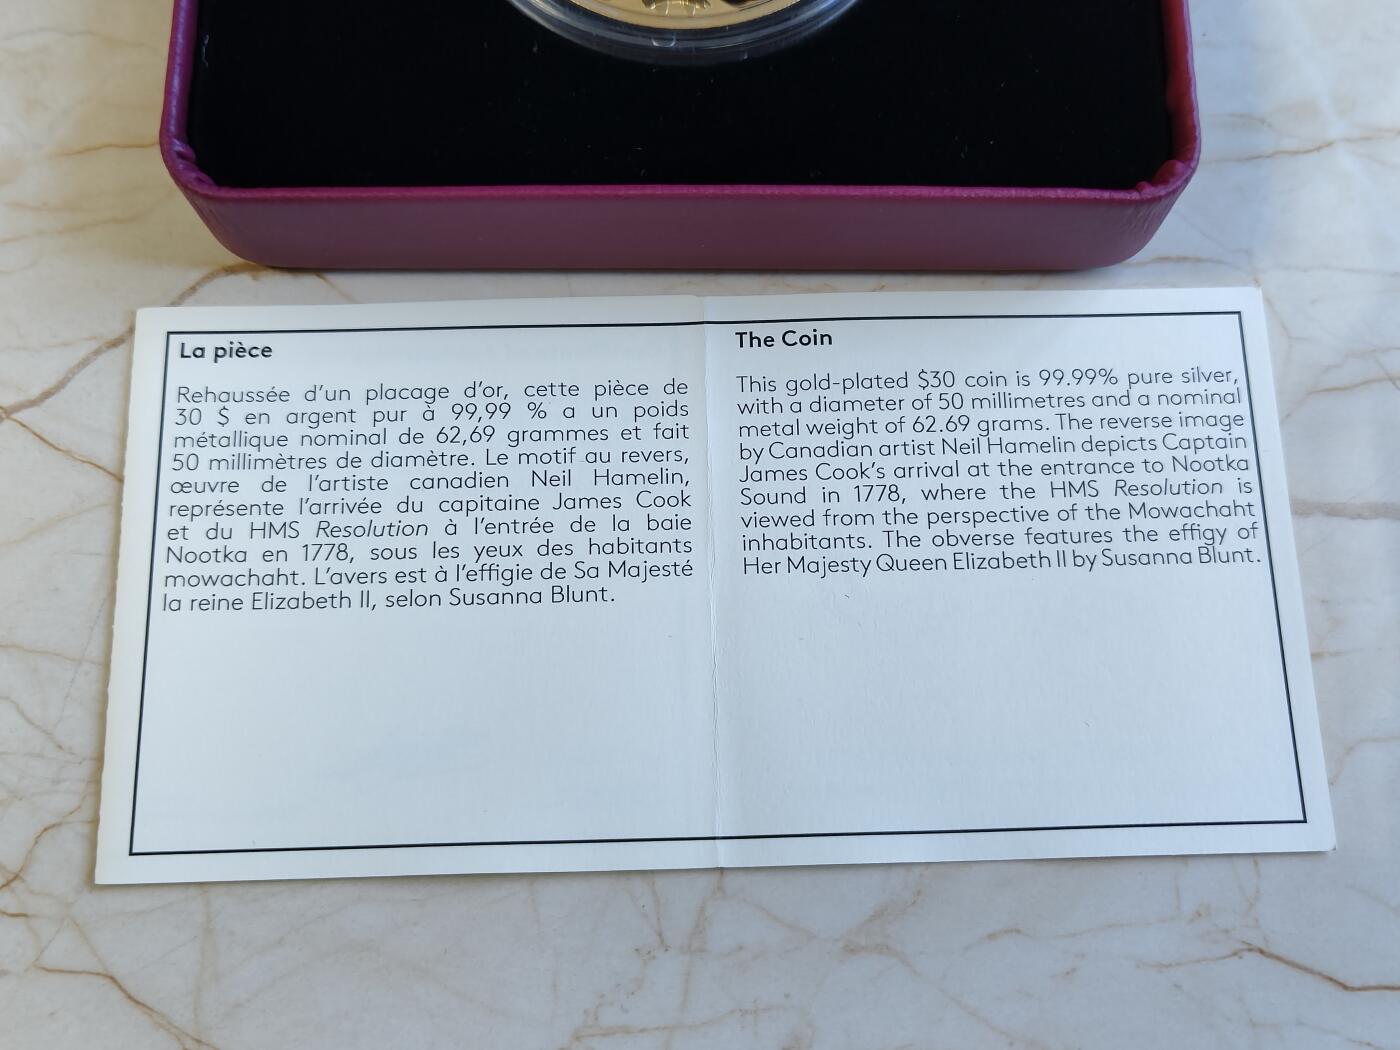 La pièce
Rehaussée d'un placage d'or, cette pièce de
30 $ en argent pur à 99,99 % a un poids
métallique nominal de 62,69 grammes et fait
50 millimètres de diamètre. Le motif au revers,
œuvre de l'artiste canadien Neil Hamelin,
représente l'arrivée du capitaine James Cook
et du HMS Resolution à l'entrée de la baie
Nootka en 1778, sous les yeux des habitants
mowachaht. L'avers est à l'effigie de Sa Majesté
la reine Elizabeth II, selon Susanna Blunt.
The Coin
This gold-plated $30 coin is 99.99% pure silver,
with a diameter of 50 millimetres and a nominal
metal weight of 62.69 grams. The reverse image
by Canadian artist Neil Hamelin depicts Captain
James Cook's arrival at the entrance to Nootka
Sound in 1778, where the HMS Resolution is
viewed from the perspective of the Mowachaht
inhabitants. The obverse features the effigy of
Her Majesty Queen Elizabeth II by Susanna Blunt.